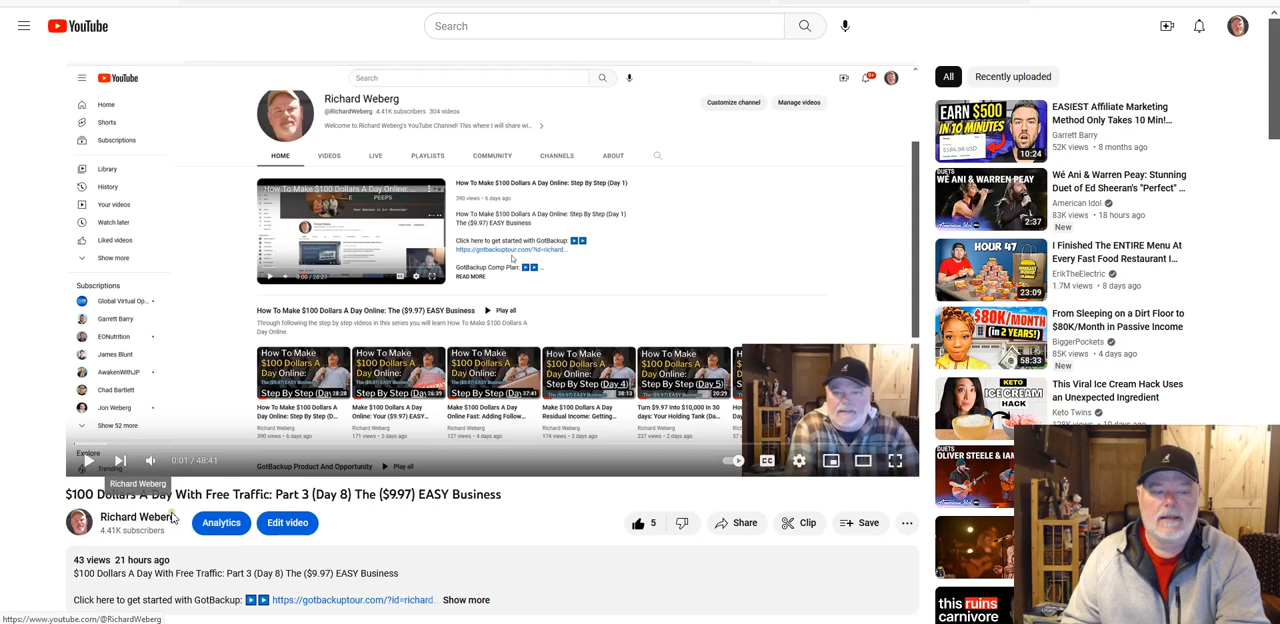 YouTube
Search
YouTube
Search
9+
Home
Shorts
Subscriptions
Library
History
Your videos
Watch later
Liked videos
Show more
Subscriptions
Global Virtual Op...
Garrett Barry
EONutrition
James Blunt
AwakenWithJP
Chad Bartlett
Jon Weberg
Show 52 more
Explore
Trending
Richard Weberg
@RichardWeberg 4.41K subscribers 304 videos
Welcome to Richard Weberg's YouTube Channel! This where I will share wi...
Customize channel
Manage videos
HOME
VIDEOS
LIVE
PLAYLISTS
COMMUNITY
CHANNELS
ABOUT
How To Make $100 Dollars A Day Online:...
PEEPS
How To Make $100 Dollars A Day Online: Step By Step (Day 1)
390 views • 6 days ago
How To Make $100 Dollars A Day Online: Step By Step (Day 1)
The ($9.97) EASY Business
Click here to get started with GotBackup:
https://gotbackuptour.com/?id=richard...
GotBackup Comp Plan: ...
READ MORE
How To Make $100 Dollars A Day Online: The ($9.97) EASY Business
Play all
Through following the step by step videos in this series you will learn How To Make $100 Dollars A
Day Online.
How To Make
$100 Dollars A
Day Online:
The ($9.97) EASY Business
Step By Step (Da
28:28
How To Make $100 Dollars A
Day Online: Step By Step (D...
390 views • 6 days ago
How To Make
$100 Dollars A
Day Online:
Step By Step (Da
26:39
Make $100 Dollars A Day
Online: Your ($9.97) EASY...
171 views • 5 days ago
How To Make
$100 Dollars A
Day Online:
Step By Step (Da
37:41
Make $100 Dollars A Day
Online Fast: Adding Follow...
127 views • 4 days ago
How To Make
$100 Dollars A
Day Online:
Step By Step (Day 4)
38:13
How To Make $100 Dollars A Day
Residual Income: Getting...
174 views • 3 days ago
How To Make
$100 Dollars A
Day Online:
Step By Step (Day 5)
20:29
Turn $9.97 Into $10,000 In 30
days: Your Holding Tank (D...
227 views • 2 days ago
GotBackup Product And Opportunity
Play all
0:01 / 48:41
CC
Richard Weberg
$100 Dollars A Day With Free Traffic: Part 3 (Day 8) The ($9.97) EASY Business
Richard Weberg
4.41K subscribers
Analytics
Edit video
5
Share
Clip
Save
43 views 21 hours ago
$100 Dollars A Day With Free Traffic: Part 3 (Day 8) The ($9.97) EASY Business
Click here to get started with GotBackup: https://gotbackuptour.com/?id=richard... Show more
https://www.youtube.com/@RichardWeberg
All
Recently uploaded
EARN $500
IN 10 MINUTES
10:24
EASIEST Affiliate Marketing
Method Only Takes 10 Min!...
Garrett Barry
52K views • 8 months ago
DUETS
WÉ ANI & WARREN PEAY
2:37
Wé Ani & Warren Peay: Stunning
Duet of Ed Sheeran's "Perfect" ...
American Idol
83K views • 18 hours ago
New
HOUR 47
23:09
I Finished The ENTIRE Menu At
Every Fast Food Restaurant I...
ErikTheElectric
1.7M views • 8 days ago
$80K/MONTH
(IN 2 YEARS!)
58:33
From Sleeping on a Dirt Floor to
$80K/Month in Passive Income
BiggerPockets
85K views • 4 days ago
New
KETO
ICE CREAM
HACK
This Viral Ice Cream Hack Uses
an Unexpected Ingredient
Keto Twins
DUETS
OLIVER STEELE
this ruins
carnivore